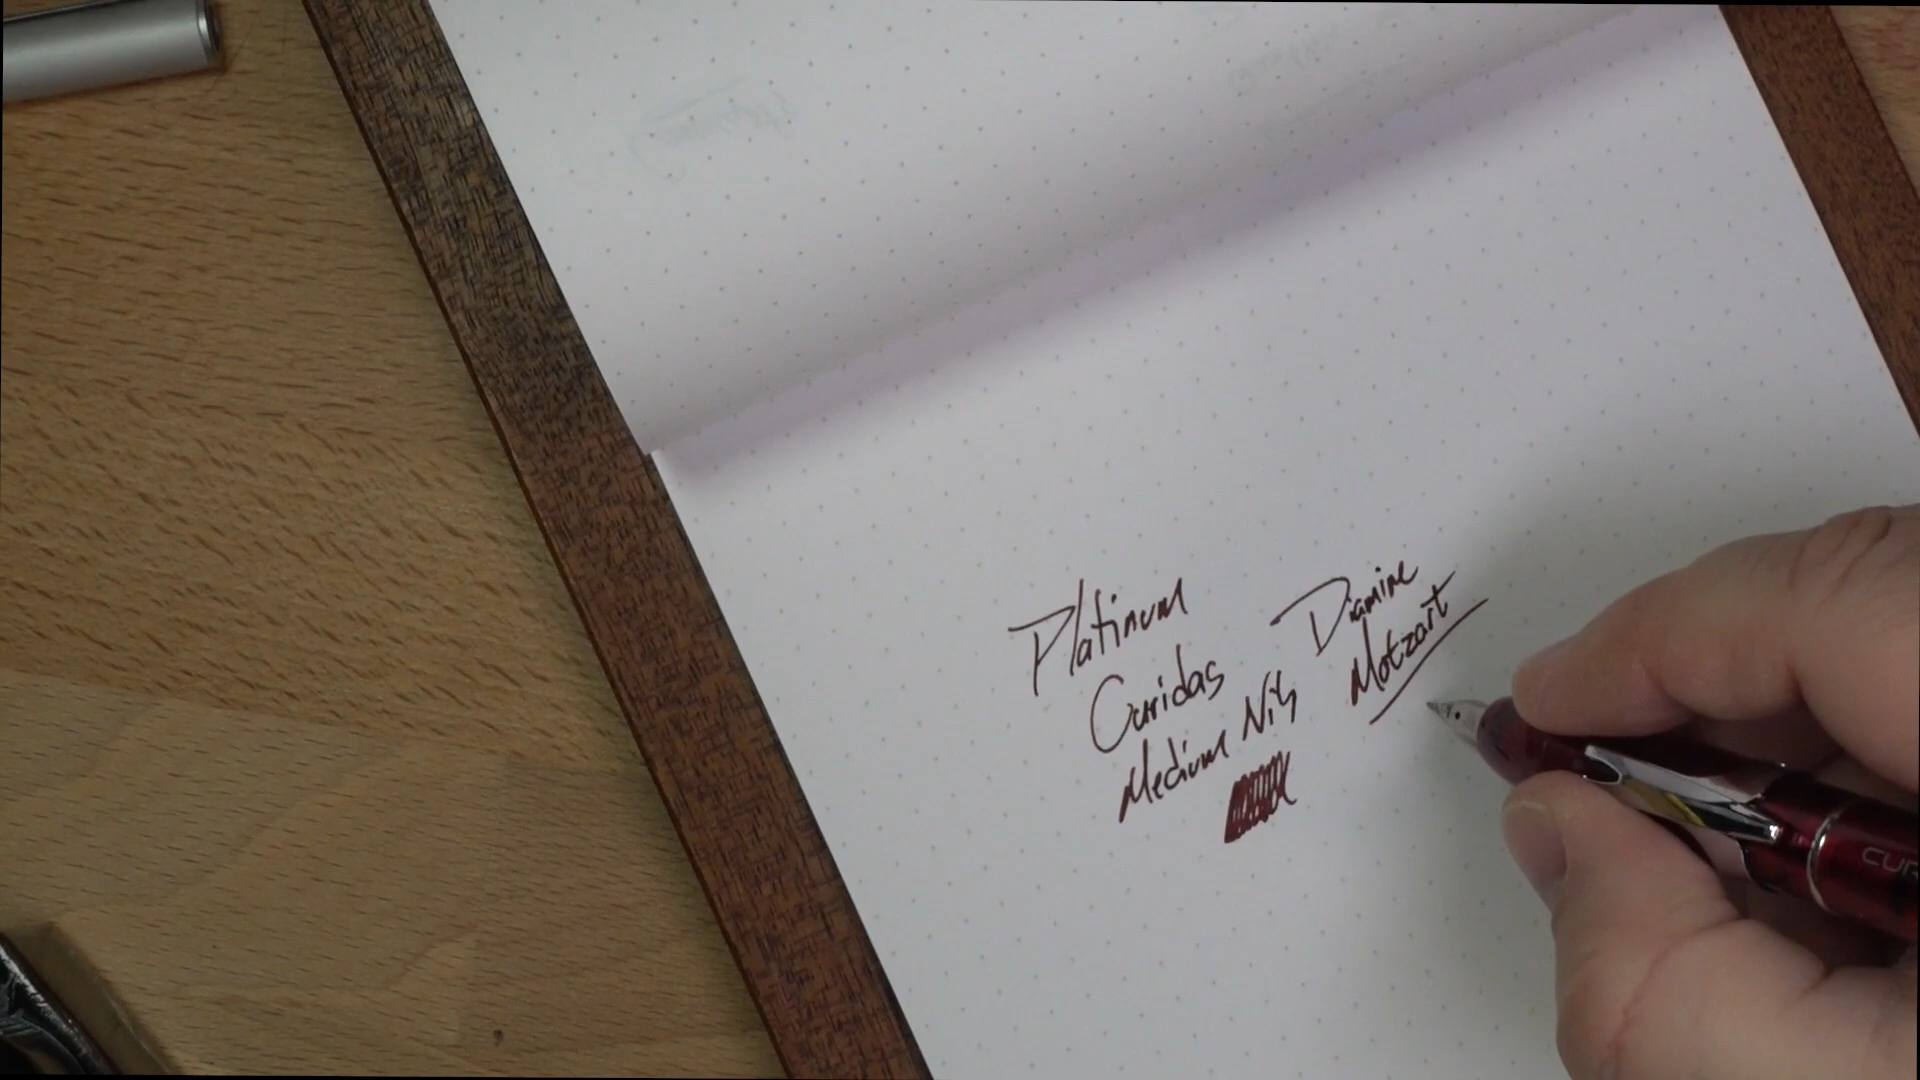 Platinum
Curidas
Medium Nib
Diamine
Motzart
CUR